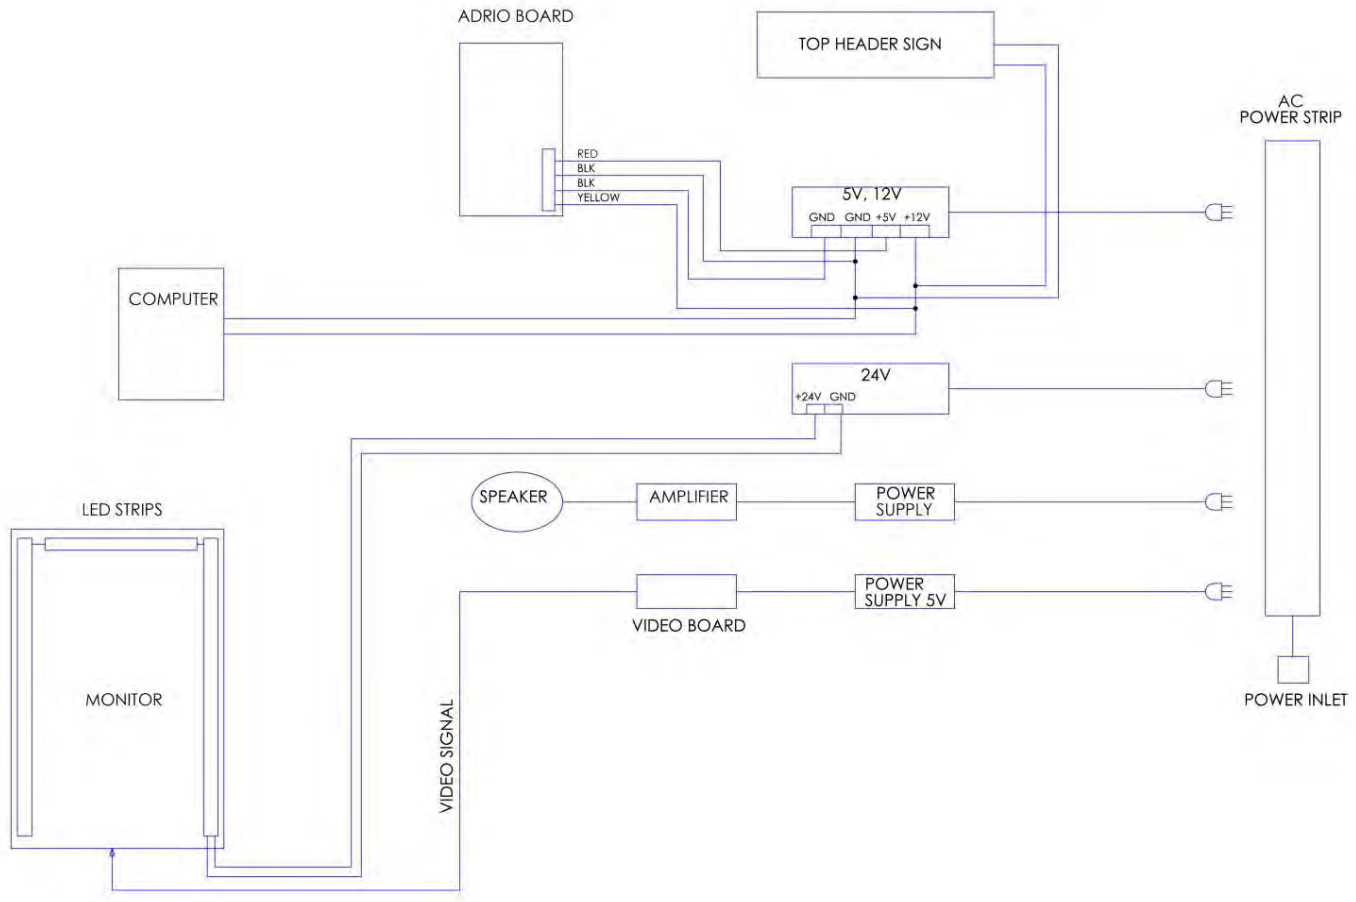 ADRIO BOARD
TOP HEADER SIGN
AC
POWER STRIP
RED
BLK
BLK
YELLOW
5V, 12V
GND GND +5V +12V
COMPUTER
24V
+24V GND
SPEAKER
AMPLIFIER
POWER
SUPPLY
LED STRIPS
POWER
SUPPLY 5V
VIDEO BOARD
MONITOR
VIDEO SIGNAL
POWER INLET